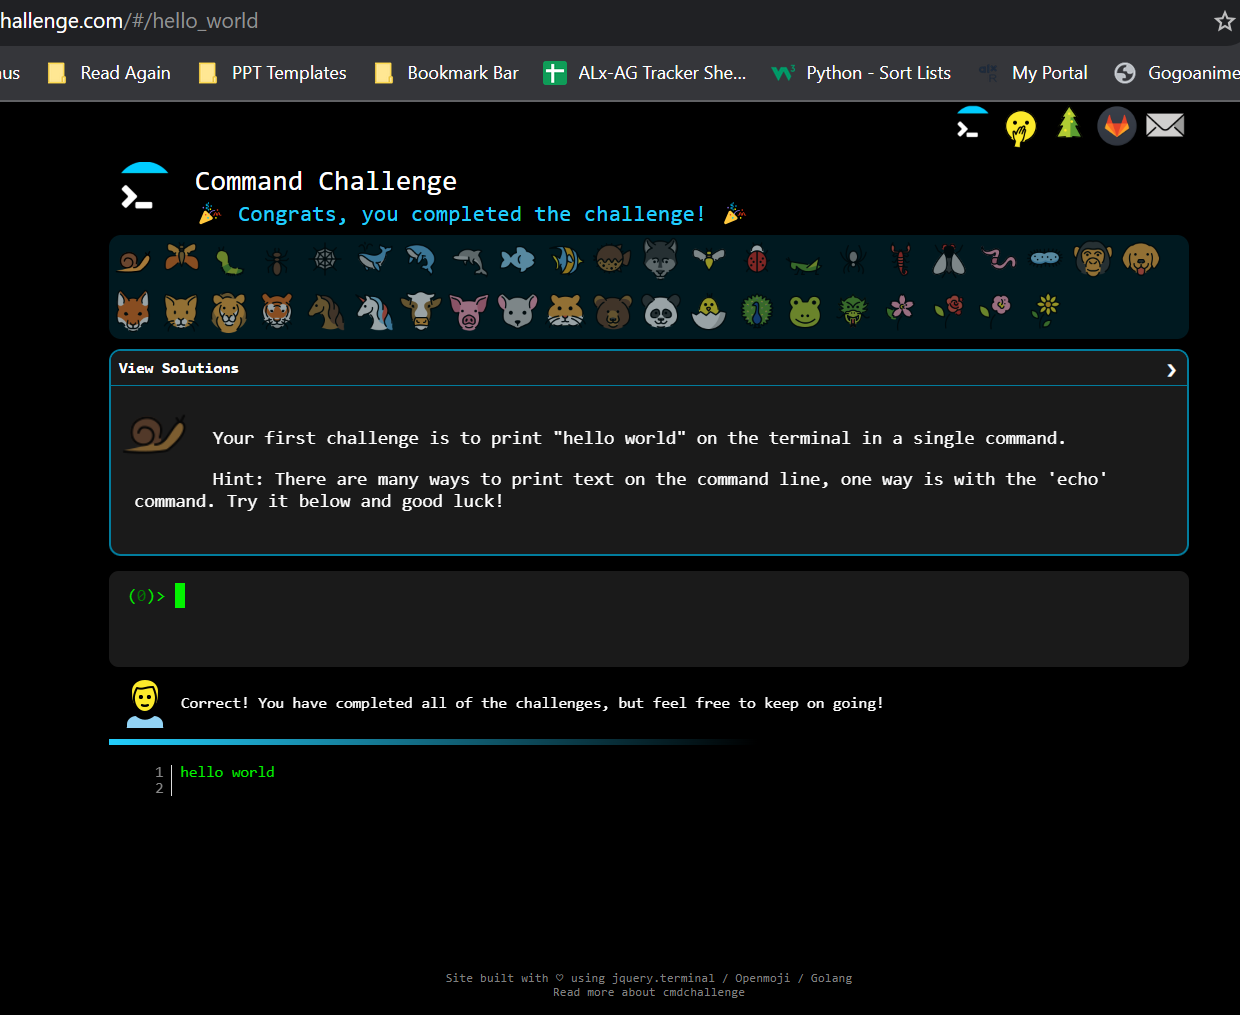 hallenge.com/#/hello_world
us Read Again PPT Templates Bookmark Bar ALx-AG Tracker She... Python - Sort Lists My Portal Gogoanime
Command Challenge
Congrats, you completed the challenge!
View Solutions
Your first challenge is to print "hello world" on the terminal in a single command.
Hint: There are many ways to print text on the command line, one way is with the 'echo'
command. Try it below and good luck!
(0)>
Correct! You have completed all of the challenges, but feel free to keep on going!
1 hello world
2
Site built with ♡ using jquery.terminal / Openmoji / Golang
Read more about cmdchallenge